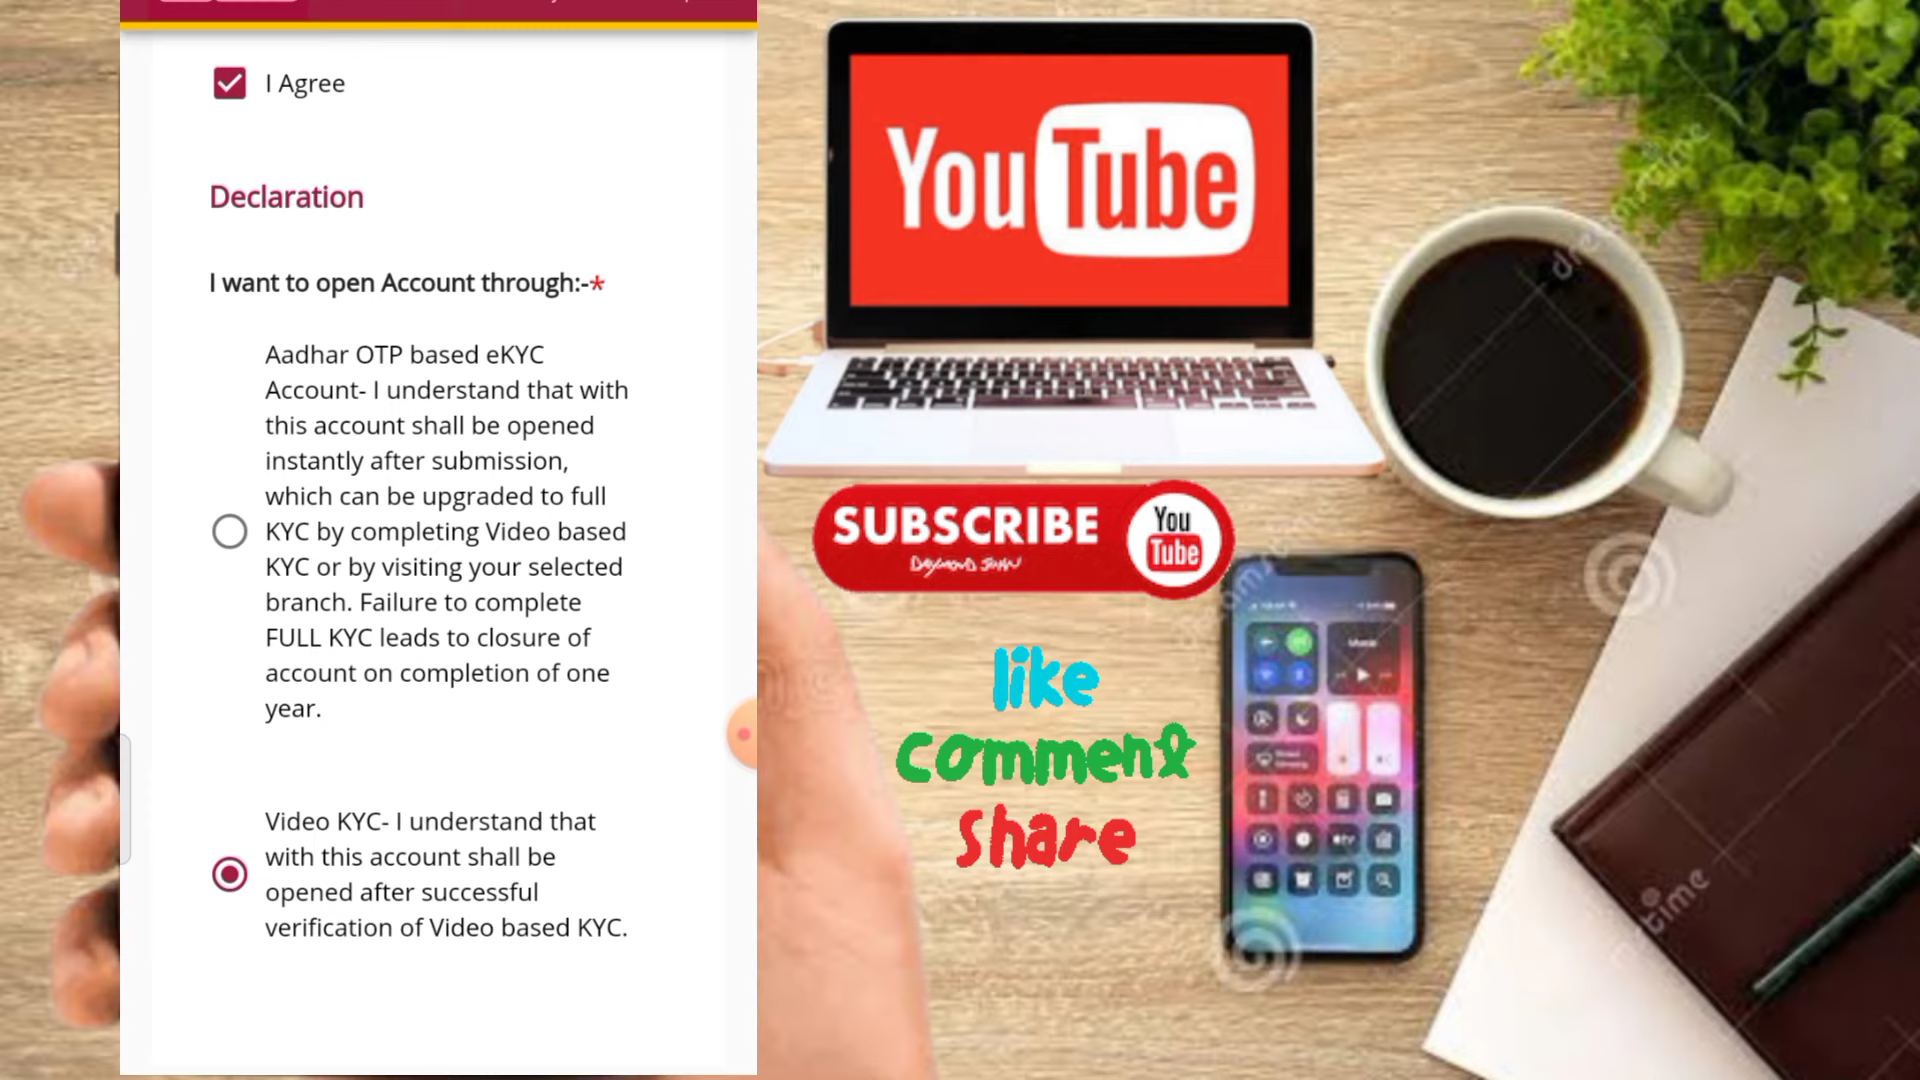 I Agree
Declaration
I want to open Account through:-*
Aadhar OTP based eKYC
Account- I understand that with
this account shall be opened
instantly after submission,
which can be upgraded to full
KYC by completing Video based
KYC or by visiting your selected
branch. Failure to complete
FULL KYC leads to closure of
account on completion of one
year.
Video KYC- I understand that
with this account shall be
opened after successful
verification of Video based KYC.
YouTube
SUBSCRIBE
DAYMOND JOHN
You
Tube
like
comment
share